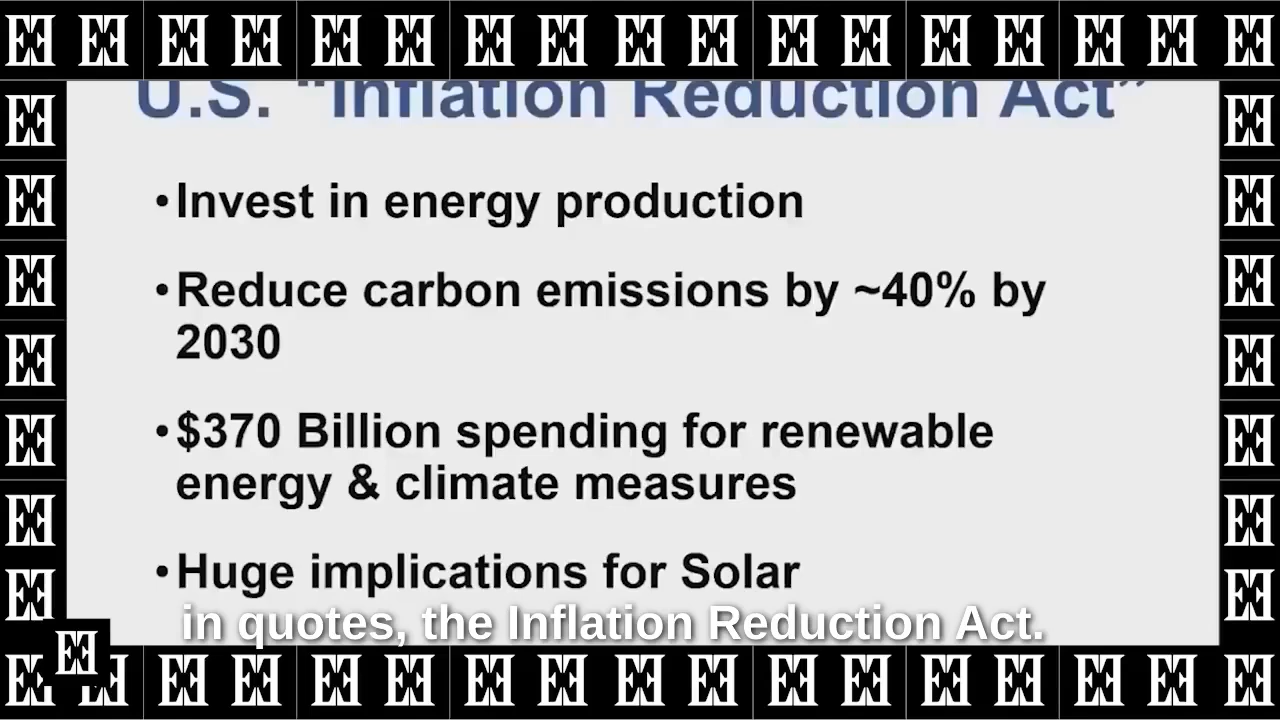 U.S. “Inflation Reduction Act”
•Invest in energy production
•Reduce carbon emissions by ~40% by
2030
•$370 Billion spending for renewable
energy & climate measures
•Huge implications for Solar
in quotes, the Inflation Reduction Act.